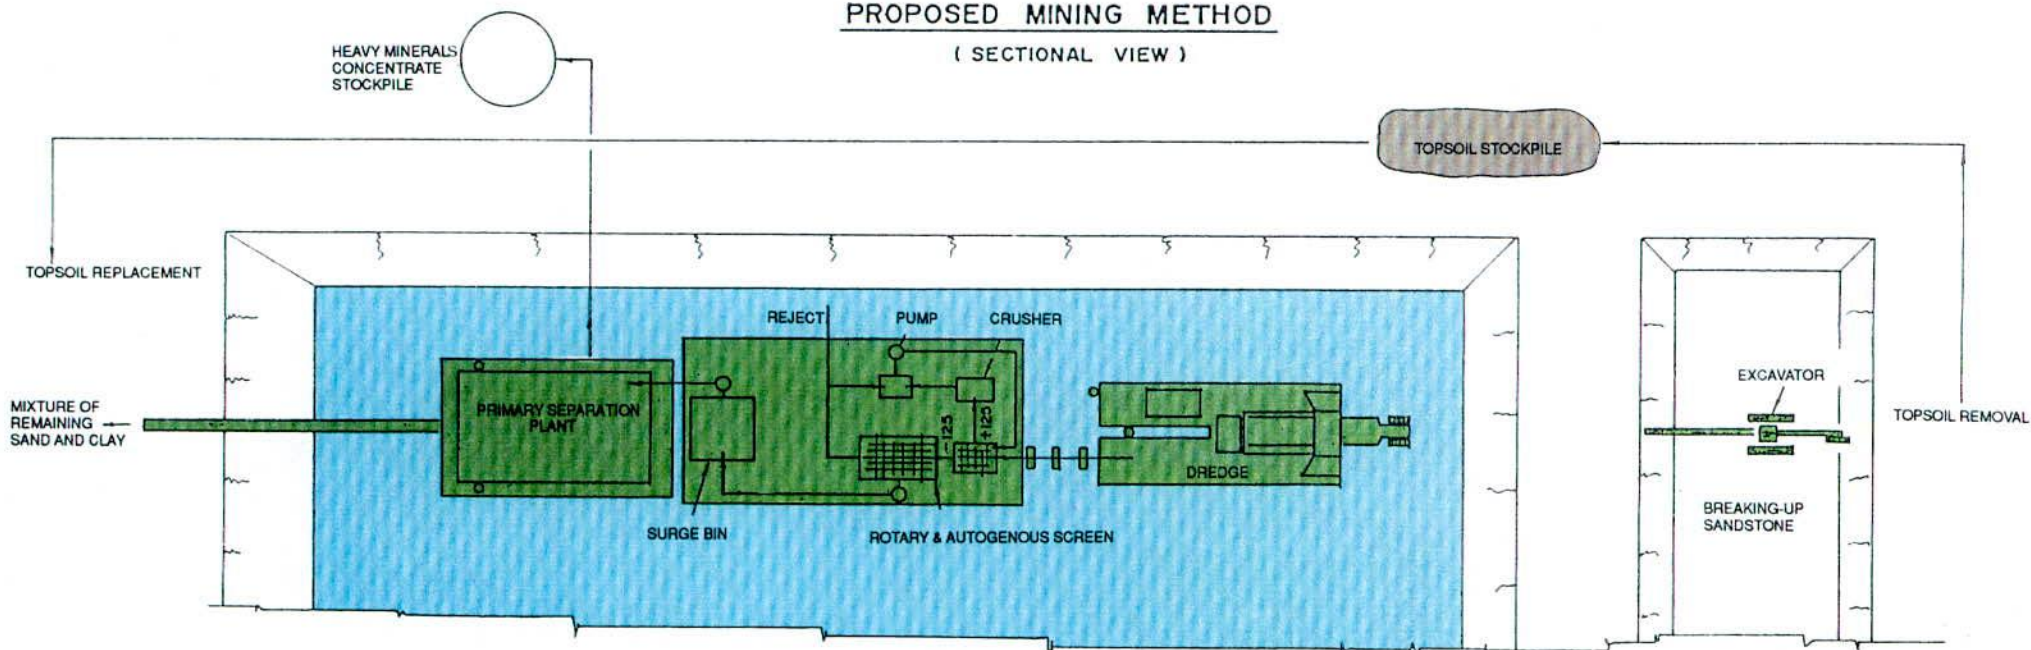 PROPOSED MINING METHOD
( SECTIONAL VIEW )
HEAVY MINERALS
CONCENTRATE
STOCKPILE
TOPSOIL STOCKPILE
TOPSOIL REPLACEMENT
REJECT
PUMP
CRUSHER
EXCAVATOR
MIXTURE OF
REMAINING
SAND AND CLAY
PRIMARY SEPARATION
PLANT
-125
+125
DREDGE
TOPSOIL REMOVAL
SURGE BIN
ROTARY & AUTOGENOUS SCREEN
BREAKING-UP
SANDSTONE